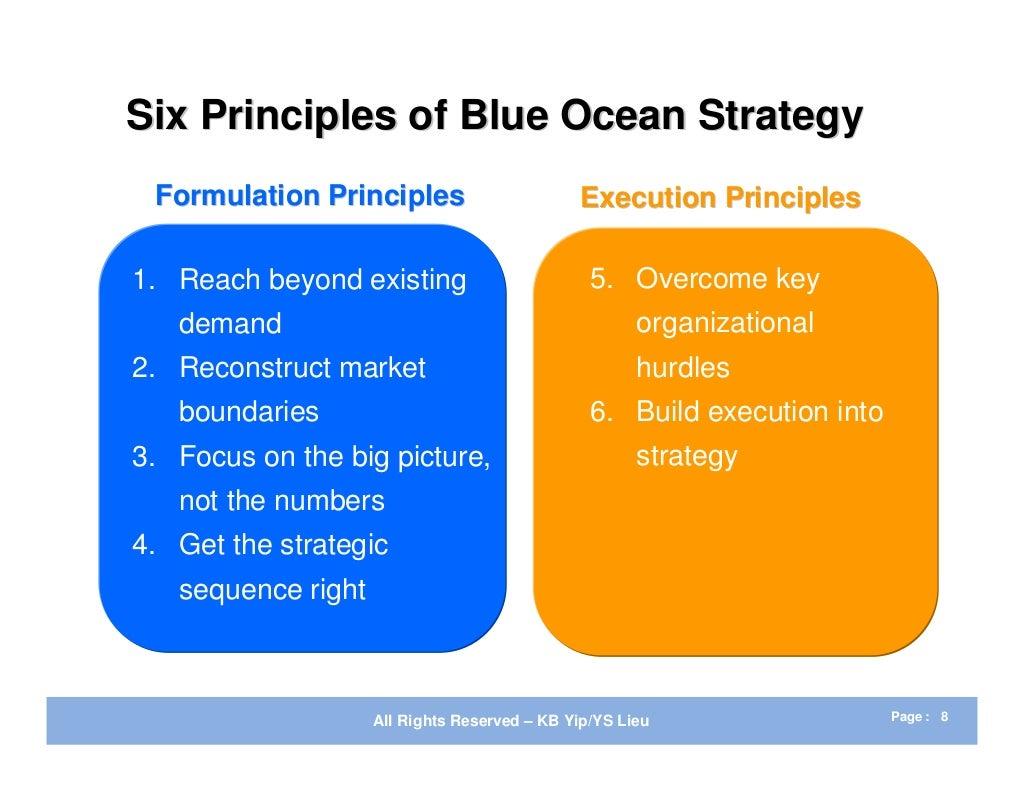 Six Principles of Blue Ocean Strategy
Formulation Principles
1. Reach beyond existing
demand
2. Reconstruct market
boundaries
3. Focus on the big picture,
not the numbers
4. Get the strategic
sequence right
Execution Principles
5. Overcome key
organizational
hurdles
6. Build execution into
strategy
All Rights Reserved – KB Yip/YS Lieu
Page : 8